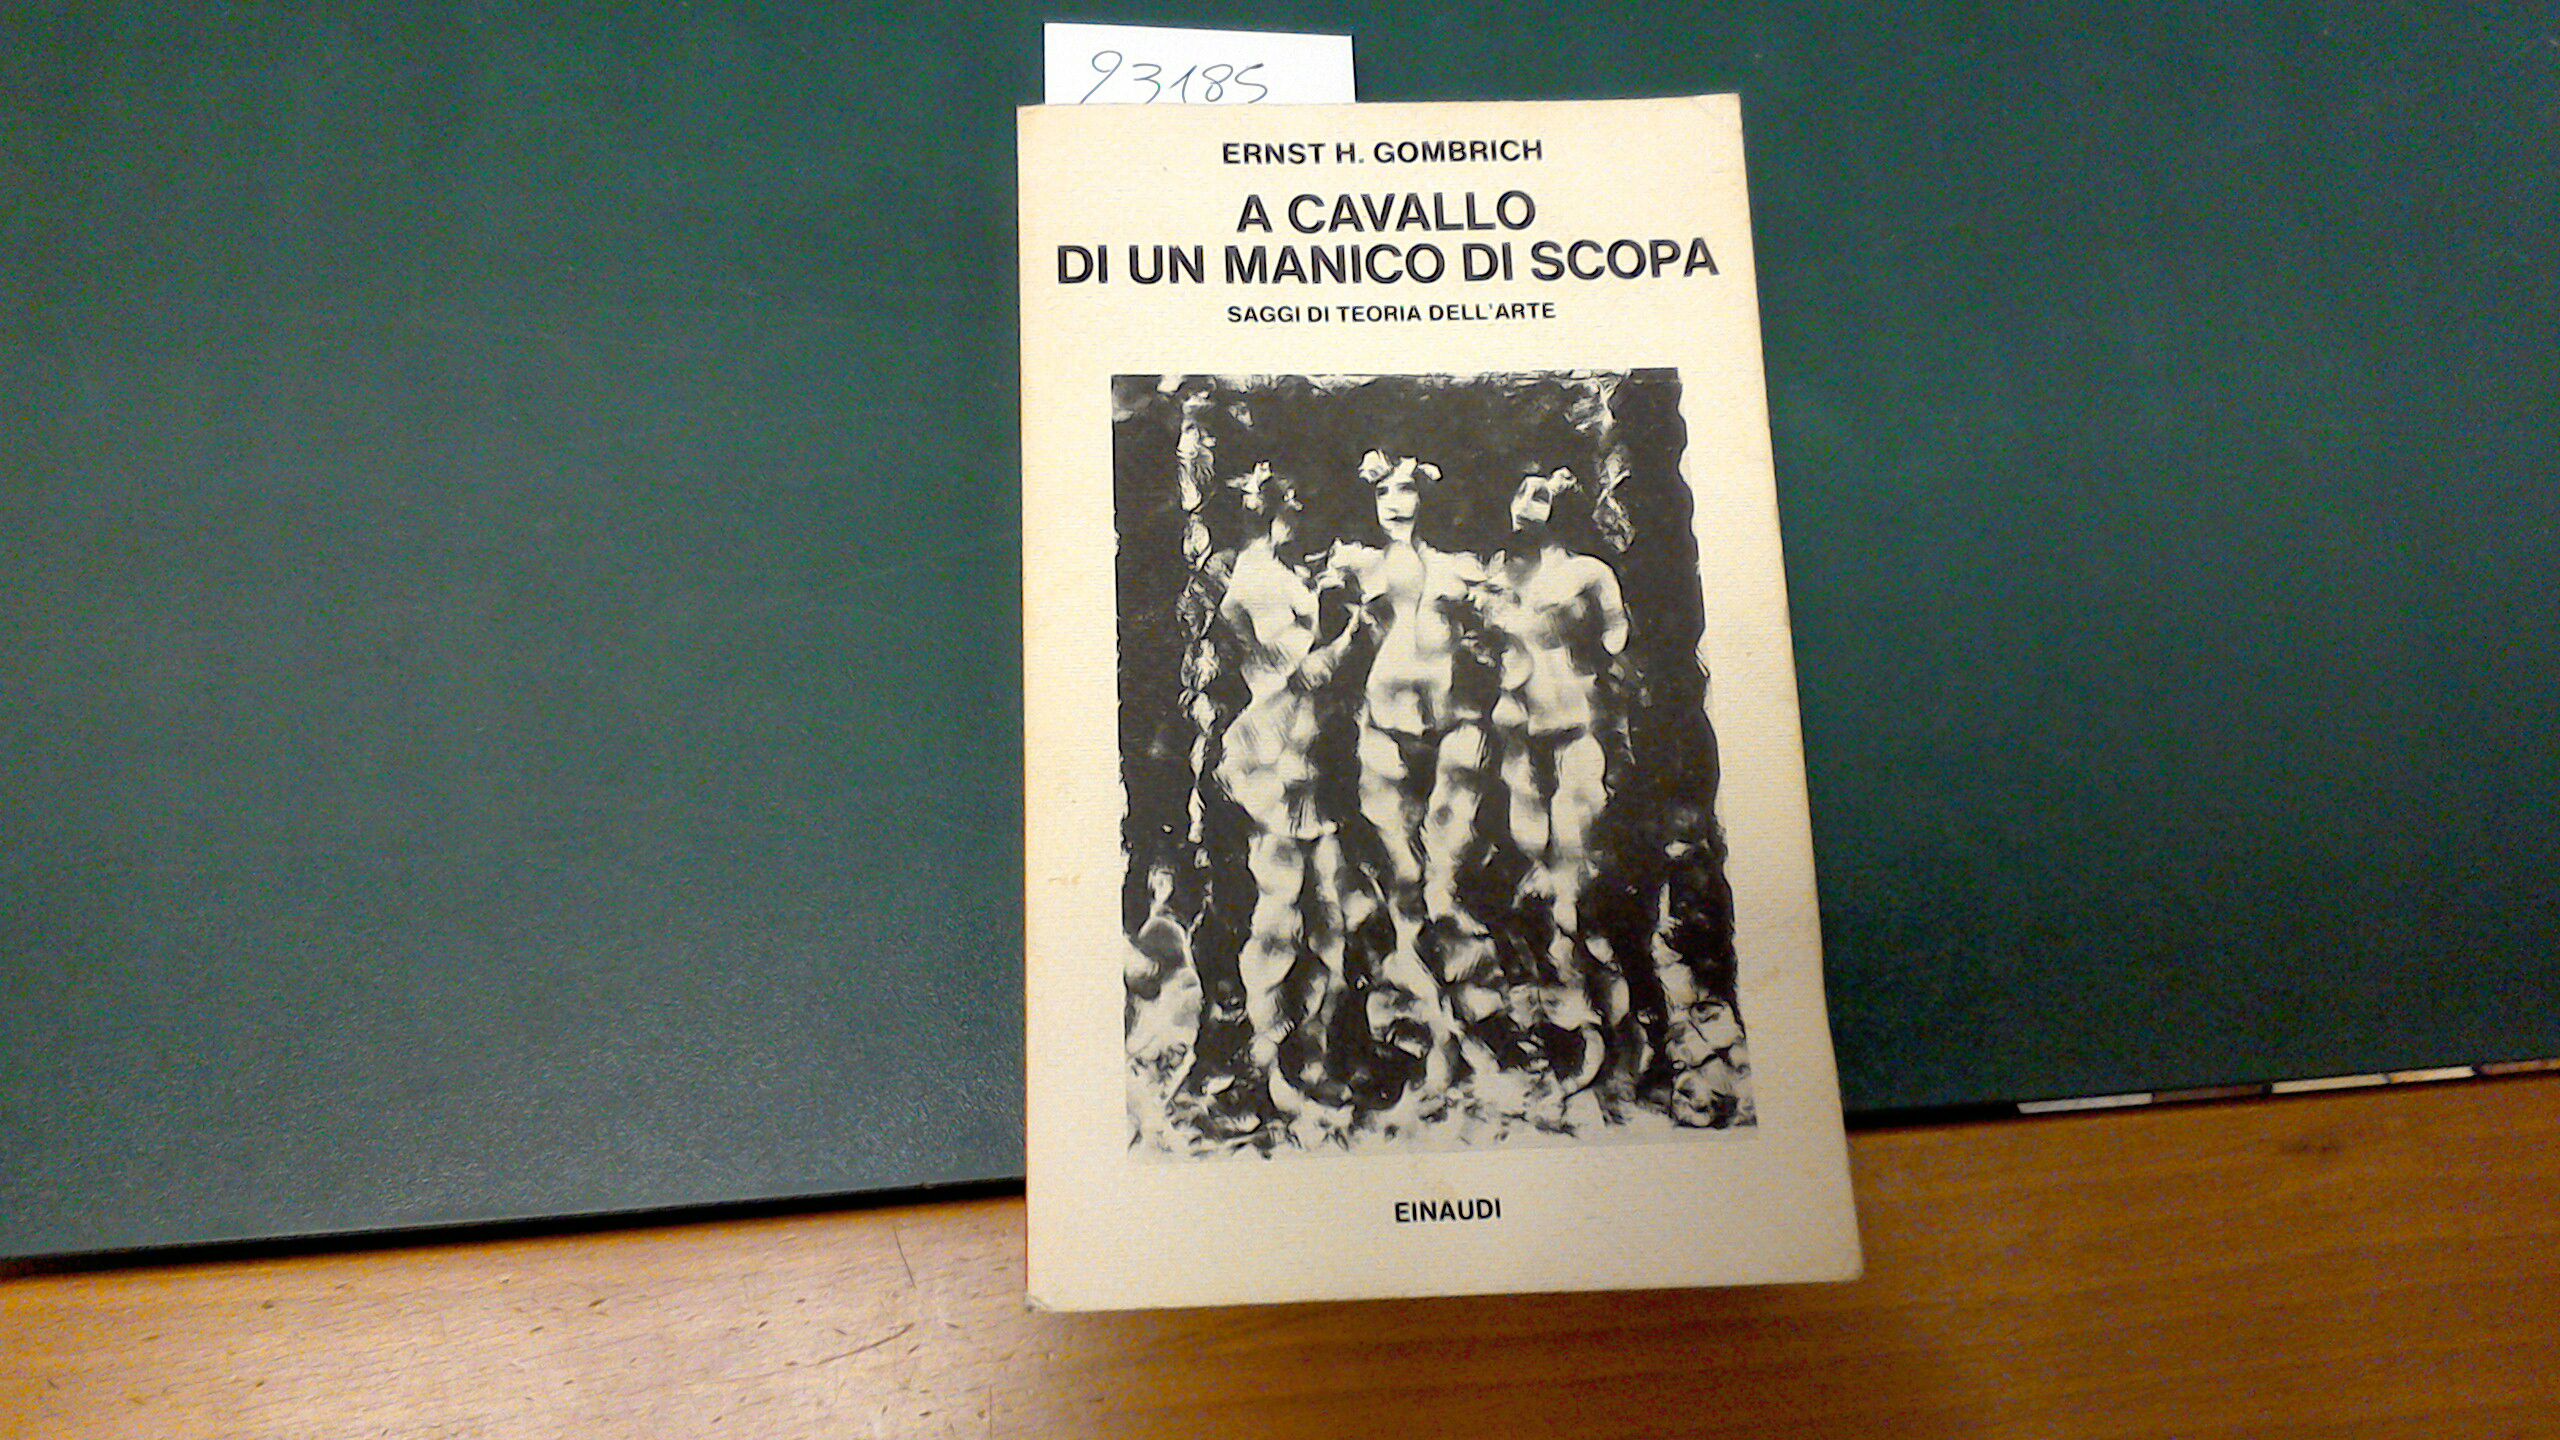 93185
ERNST H. GOMBRICH
A CAVALLO
DI UN MANICO DI SCOPA
SAGGI DI TEORIA DELL'ARTE
EINAUDI